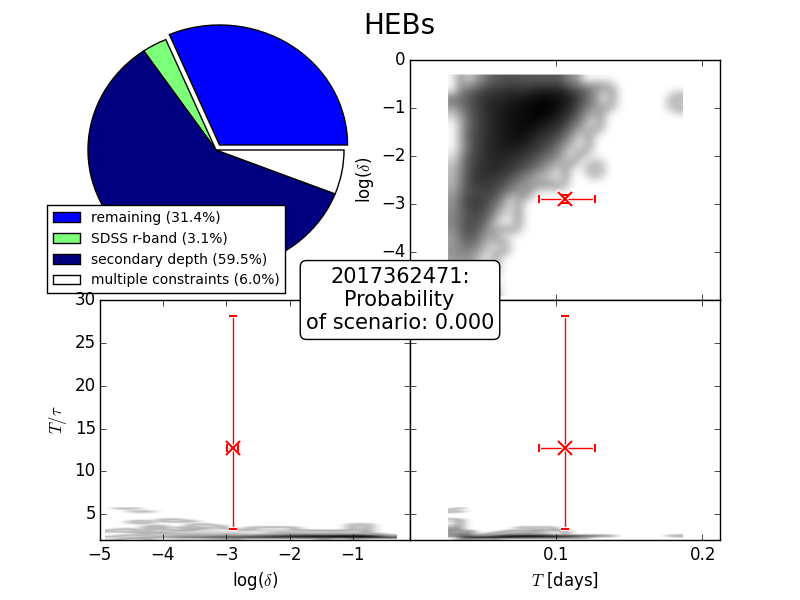 HEBs
remaining (31.4%)
SDSS r-band (3.1%)
secondary depth (59.5%)
multiple constraints (6.0%)
0
−1
−2
−3
−4
log(δ)
2017362471:
Probability
of scenario: 0.000
30
25
20
15
10
5
T/τ
−5 −4 −3 −2 −1
log(δ)
0.1 0.2
T [days]